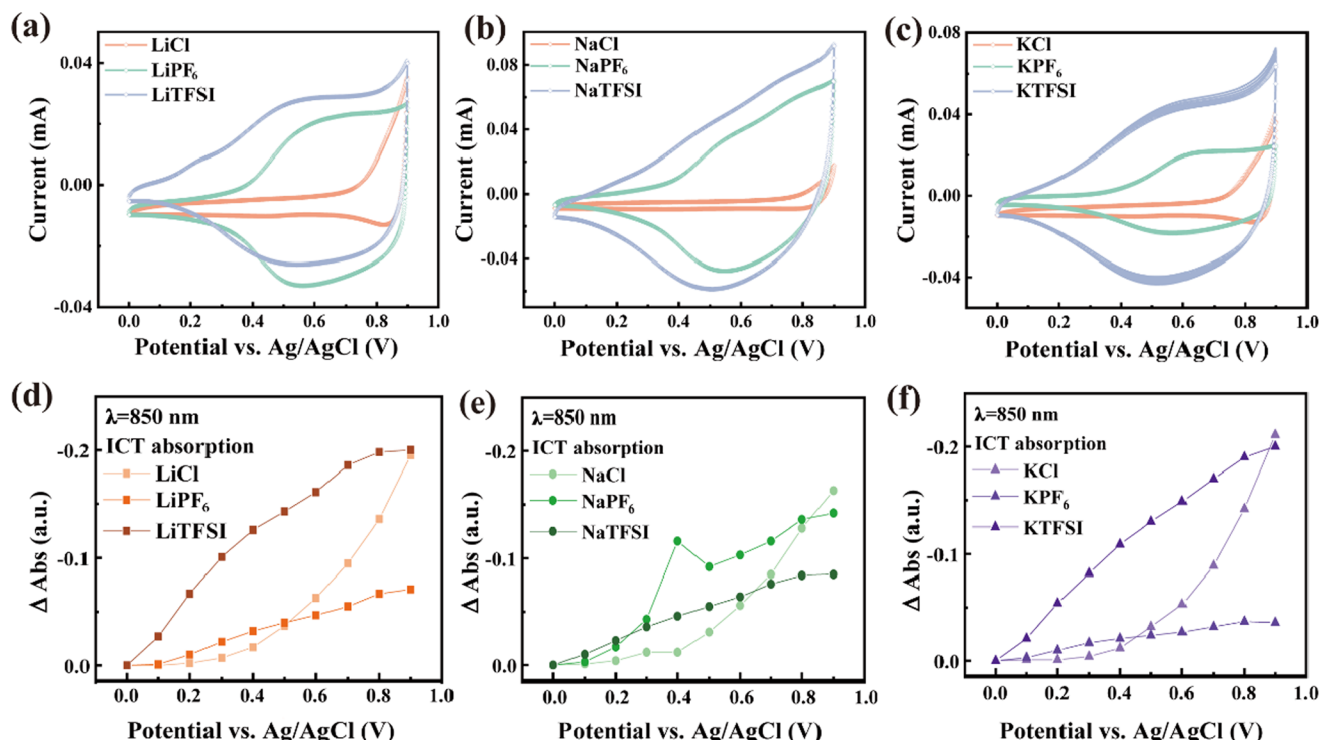 (a)
LiCl
LiPF6
LiTFSI
Current (mA)
0.04
0.00
-0.04
0.0 0.2 0.4 0.6 0.8 1.0
Potential vs. Ag/AgCl (V)
(b)
NaCl
NaPF6
NaTFSI
Current (mA)
0.08
0.04
0.00
-0.04
0.0 0.2 0.4 0.6 0.8 1.0
Potential vs. Ag/AgCl (V)
(c)
KCl
KPF6
KTFSI
Current (mA)
0.08
0.04
0.00
-0.04
0.0 0.2 0.4 0.6 0.8 1.0
Potential vs. Ag/AgCl (V)
(d)
λ=850 nm
ICT absorption
LiCl
LiPF6
LiTFSI
Δ Abs (a.u.)
-0.2
-0.1
0.0
0.0 0.2 0.4 0.6 0.8 1.0
Potential vs. Ag/AgCl (V)
(e)
λ=850 nm
ICT absorption
NaCl
NaPF6
NaTFSI
Δ Abs (a.u.)
-0.2
-0.1
0.0
0.0 0.2 0.4 0.6 0.8 1.0
Potential vs. Ag/AgCl (V)
(f)
λ=850 nm
ICT absorption
KCl
KPF6
KTFSI
Δ Abs (a.u.)
-0.2
-0.1
0.0
0.0 0.2 0.4 0.6 0.8 1.0
Potential vs. Ag/AgCl (V)